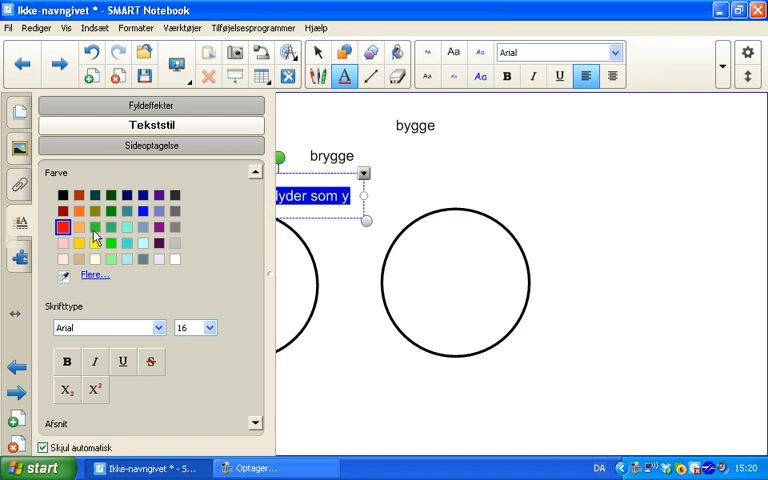 Ikke-navngivet * - SMART Notebook
Fil Rediger Vis Indsæt Formater Værktøjer Tilføjelsesprogrammer Hjælp
Aa Aa Aa Arial
Aa Aa Aa B I U
Fyldeffekter
Tekststil
Sideoptagelse
bygge
brygge
Farve
lyder som y
Flere...
Skrifttype
Arial 16
B I U S
X2 X2
Afsnit
Skjul automatisk
start Ikke-navngivet * - S... Optager... DA 15:20